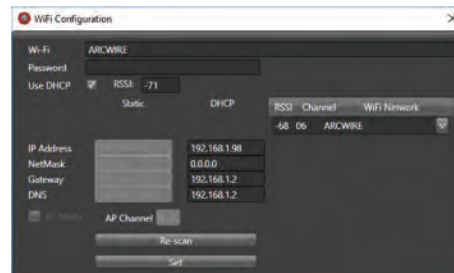 WiFi Configuration
Wi-Fi ARCWIRE
Password
Use DHCP RSSI: -71
Static DHCP
RSSI Channel WiFi Network
-68 06 ARCWIRE
IP Address 192.168.1.98
NetMask 0.0.0.0
Gateway 192.168.1.2
DNS 192.168.1.2
AP Channel
Re-scan
Set